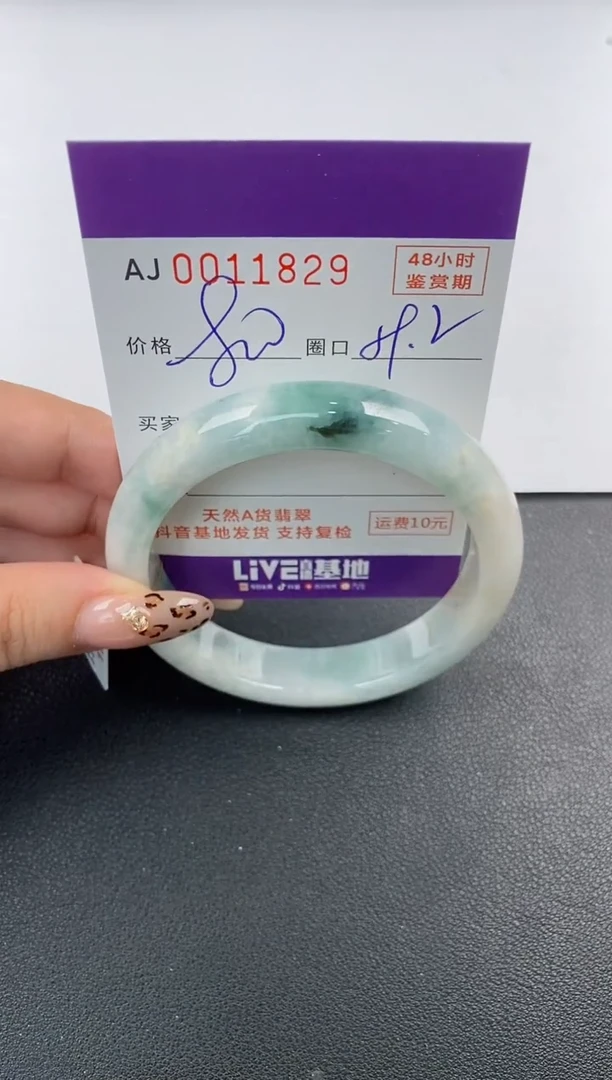 AJ 0011829
48小时
鉴赏期
价格 圈口
买家
天然A货翡翠
抖音基地发货 支持复检
运费10元
LiVE直播基地